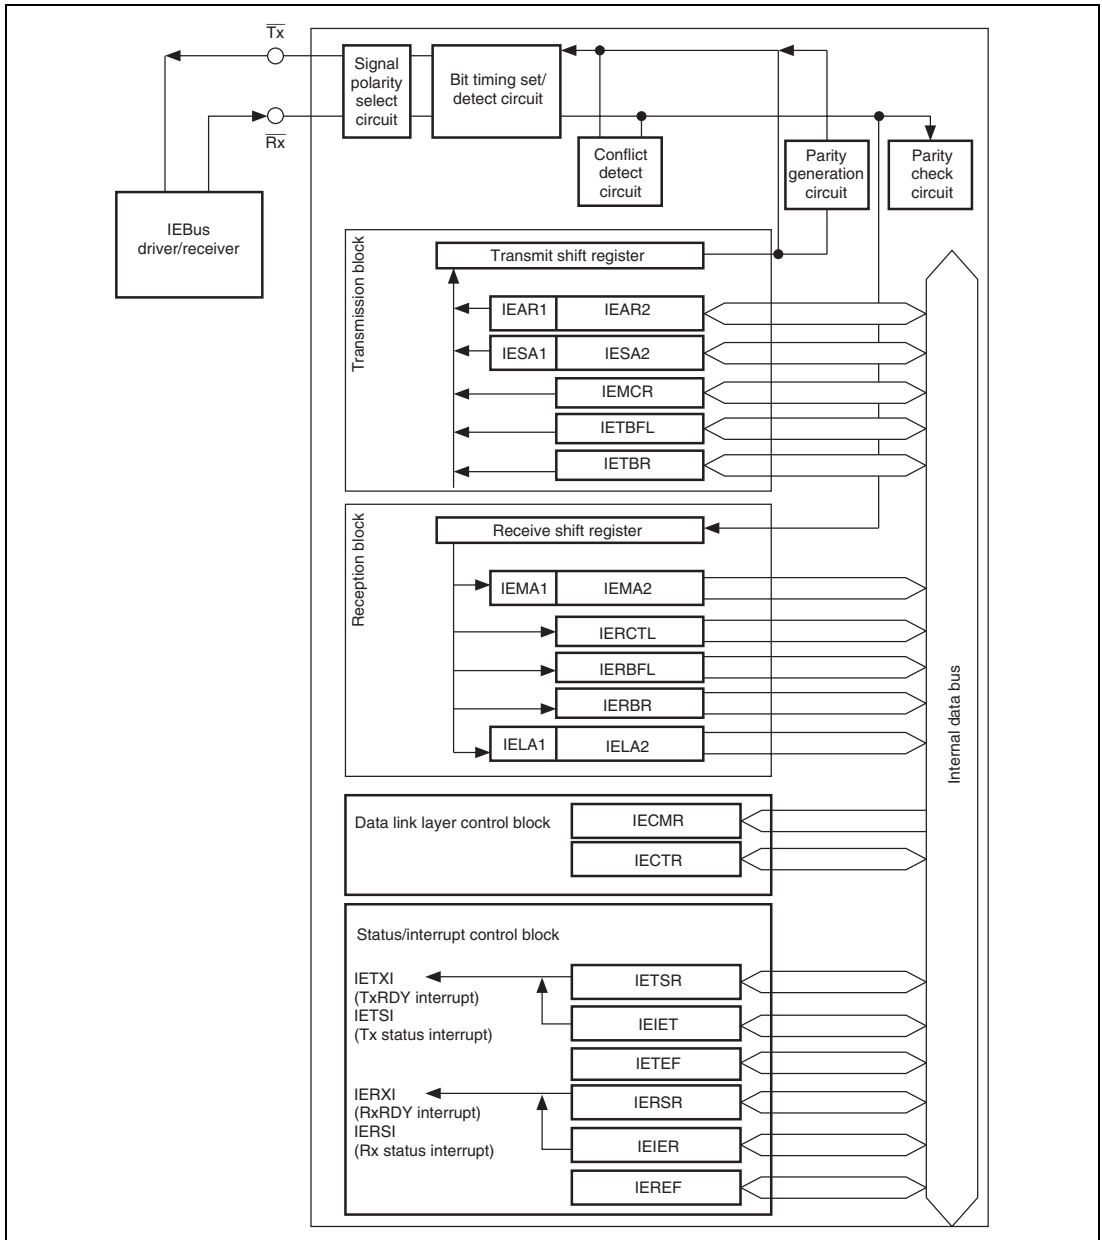 Tx
Rx
Signal
polarity
select
circuit
Bit timing set/
detect circuit
Conflict
detect
circuit
Parity
generation
circuit
Parity
check
circuit
IEBus
driver/receiver
Transmission block
Transmit shift register
IEAR1 IEAR2
IESA1 IESA2
IEMCR
IETBFL
IETBR
Reception block
Receive shift register
IEMA1 IEMA2
IERCTL
IERBFL
IERBR
IELA1 IELA2
Internal data bus
Data link layer control block
IECMR
IECTR
Status/interrupt control block
IETXI
(TxRDY interrupt)
IETSI
(Tx status interrupt)
IETSR
IEIET
IETEF
IERXI
(RxRDY interrupt)
IERSI
(Rx status interrupt)
IERSR
IEIER
IEREF